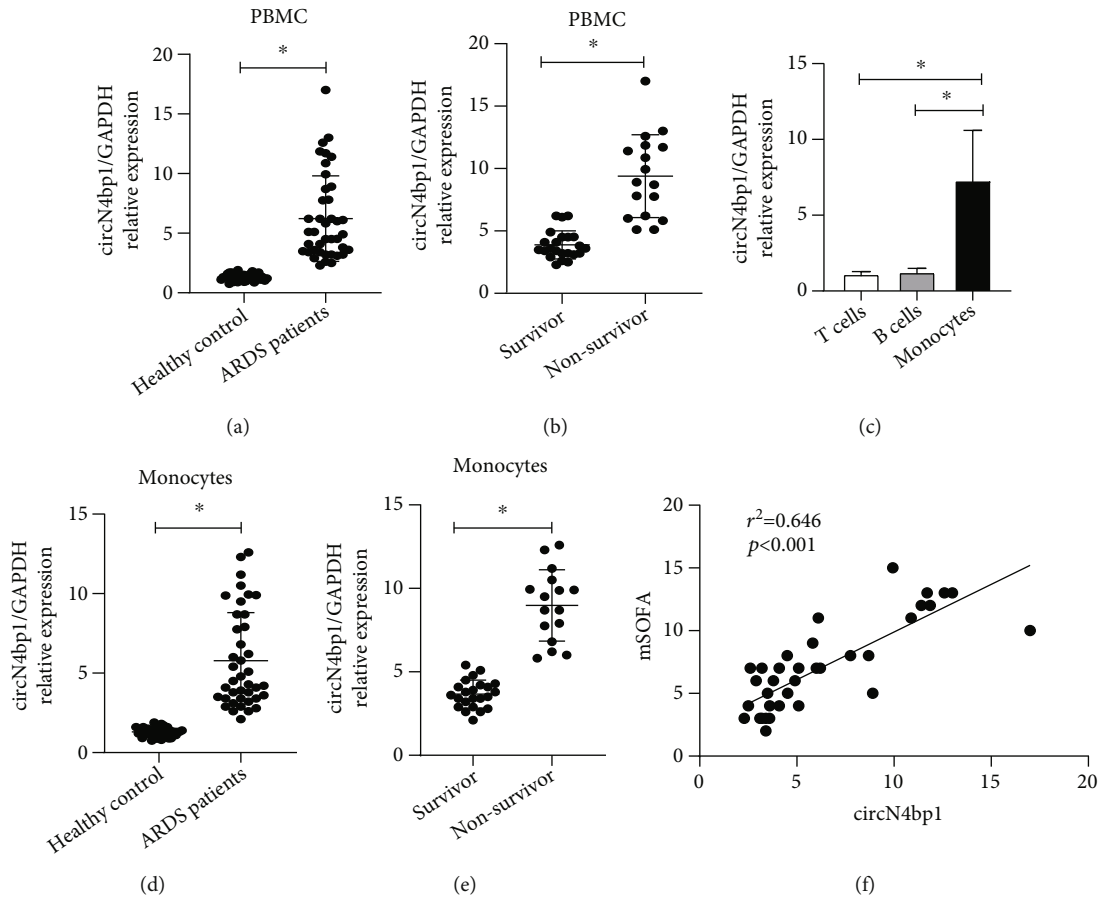 PBMC
*
20
15
10
5
0
circN4bp1/GAPDH
relative expression
Healthy control
ARDS patients
(a)
PBMC
*
20
15
10
5
0
circN4bp1/GAPDH
relative expression
Survivor
Non-survivor
(b)
*
*
15
10
5
0
circN4bp1/GAPDH
relative expression
T cells
B cells
Monocytes
(c)
Monocytes
*
15
10
5
0
circN4bp1/GAPDH
relative expression
Healthy control
ARDS patients
(d)
Monocytes
*
15
10
5
0
circN4bp1/GAPDH
relative expression
Survivor
Non-survivor
(e)
r²=0.646
p<0.001
20
15
10
5
0
mSOFA
0 5 10 15 20
circN4bp1
(f)